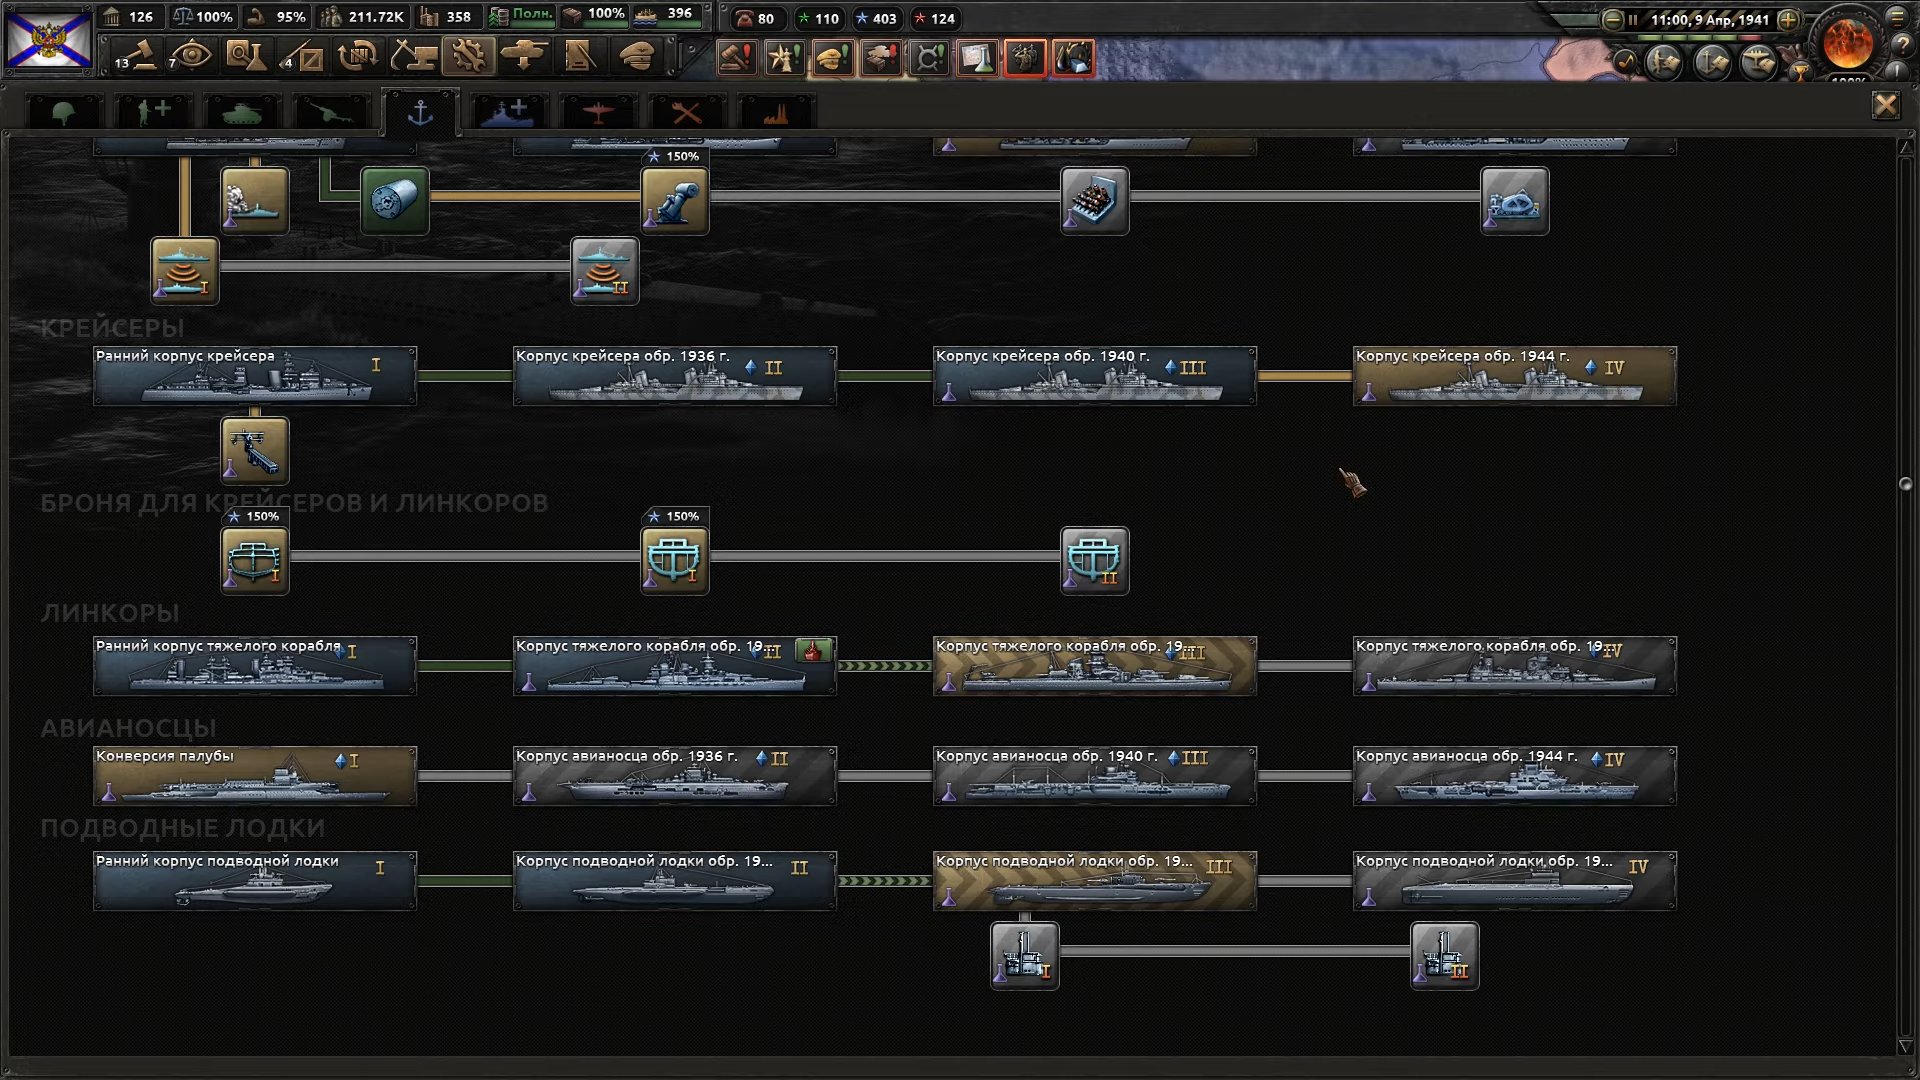 126 100% 95% 211.72K 358 Полн. 100% 396 80 110 403 124 11:00, 9 Апр, 1941
13 7 4
150%
I II
КРЕЙСЕРЫ
Ранний корпус крейсера I
Корпус крейсера обр. 1936 г. II
Корпус крейсера обр. 1940 г. III
Корпус крейсера обр. 1944 г. IV
БРОНЯ ДЛЯ КРЕЙСЕРОВ И ЛИНКОРОВ
150% 150%
I I II
ЛИНКОРЫ
Ранний корпус тяжелого корабля I
Корпус тяжелого корабля обр. 19... II
Корпус тяжелого корабля обр. 19... III
Корпус тяжелого корабля обр. 19... IV
АВИАНОСЦЫ
Конверсия палубы I
Корпус авианосца обр. 1936 г. II
Корпус авианосца обр. 1940 г. III
Корпус авианосца обр. 1944 г. IV
ПОДВОДНЫЕ ЛОДКИ
Ранний корпус подводной лодки I
Корпус подводной лодки обр. 19... II
Корпус подводной лодки обр. 19... III
Корпус подводной лодки обр. 19... IV
I II